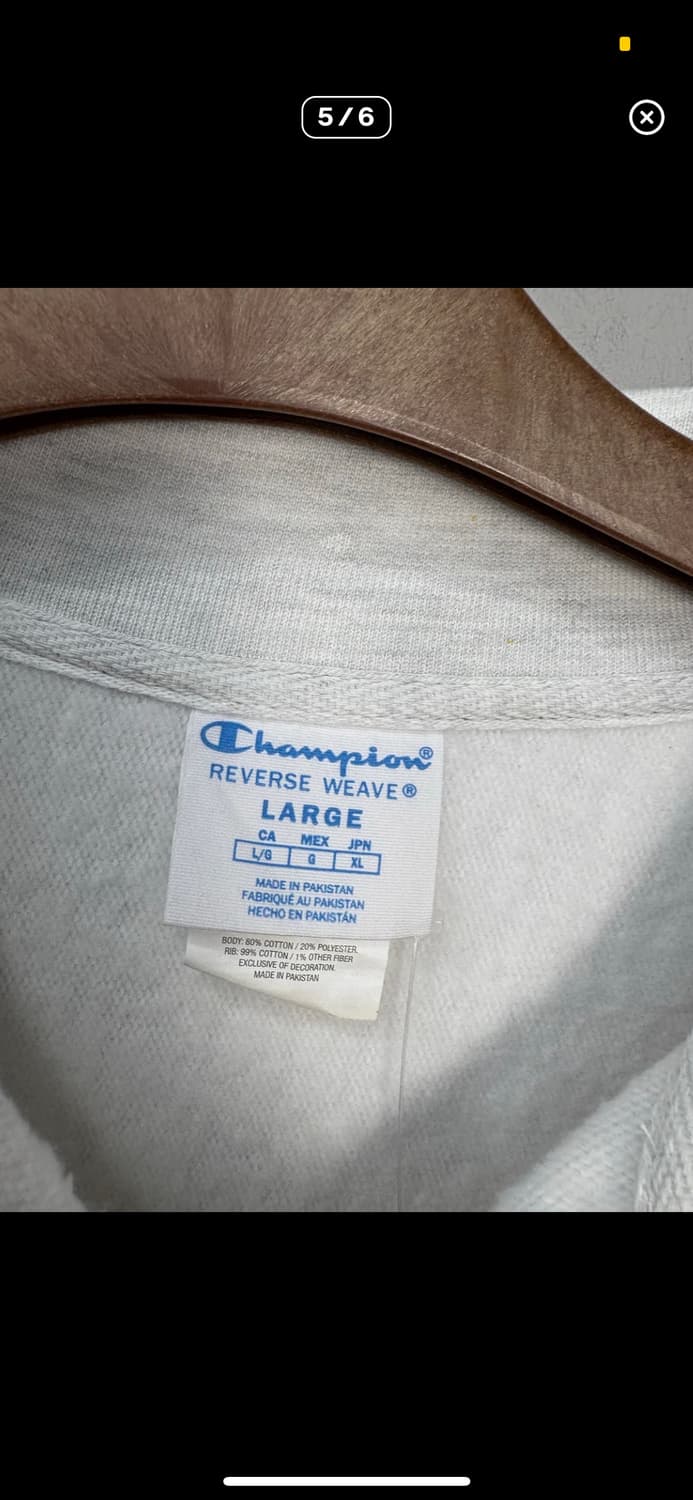 5/6
Champion®
REVERSE WEAVE®
LARGE
CA MEX JPN
L/G G XL
MADE IN PAKISTAN
FABRIQUÉ AU PAKISTAN
HECHO EN PAKISTÁN
BODY: 80% COTTON / 20% POLYESTER.
RIB: 99% COTTON / 1% OTHER FIBER
EXCLUSIVE OF DECORATION.
MADE IN PAKISTAN